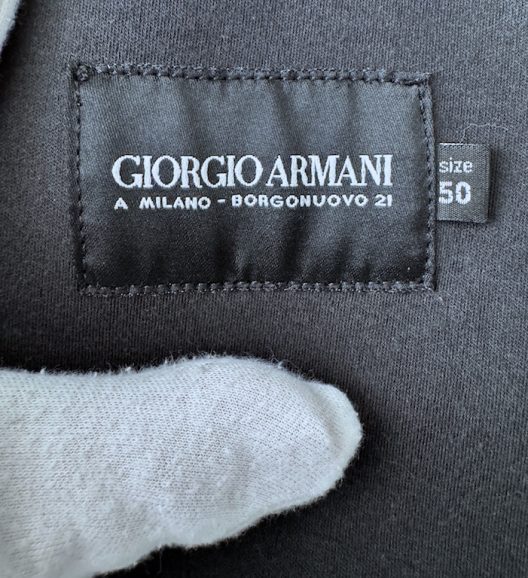 GIORGIO ARMANI
A MILANO - BORGONUOVO 21
size
50